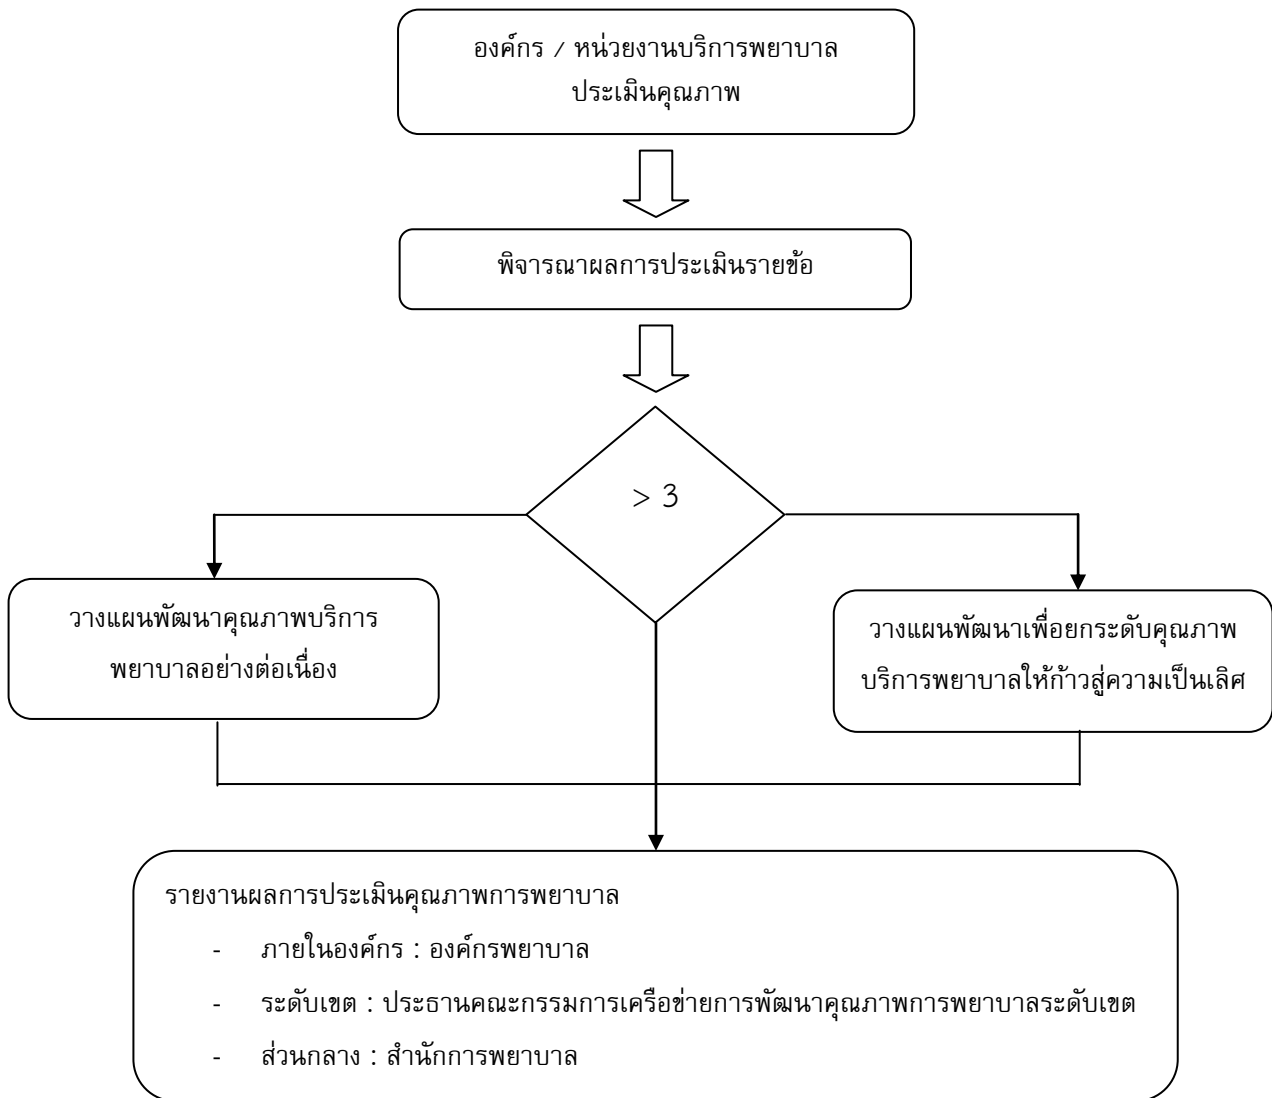 องค์กร / หน่วยงานบริการพยาบาล
ประเมินคุณภาพ
พิจารณาผลการประเมินรายข้อ
> 3
วางแผนพัฒนาคุณภาพบริการ
พยาบาลอย่างต่อเนื่อง
วางแผนพัฒนาเพื่อยกระดับคุณภาพ
บริการพยาบาลให้ก้าวสู่ความเป็นเลิศ
รายงานผลการประเมินคุณภาพการพยาบาล
- ภายในองค์กร : องค์กรพยาบาล
- ระดับเขต : ประธานคณะกรรมการเครือข่ายการพัฒนาคุณภาพการพยาบาลระดับเขต
- ส่วนกลาง : สำนักการพยาบาล